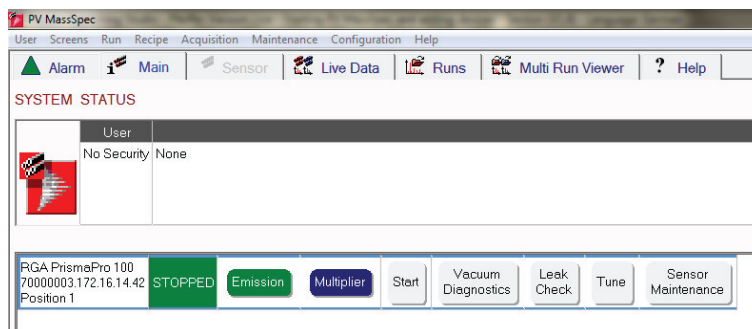 PV MassSpec
User Screens Run Recipe Acquisition Maintenance Configuration Help
Alarm Main Sensor Live Data Runs Multi Run Viewer ? Help
SYSTEM STATUS
User
No Security None
RGA PrismaPro 100
70000003.172.16.14.42
Position 1
STOPPED
Emission
Multiplier
Start
Vacuum
Diagnostics
Leak
Check
Tune
Sensor
Maintenance